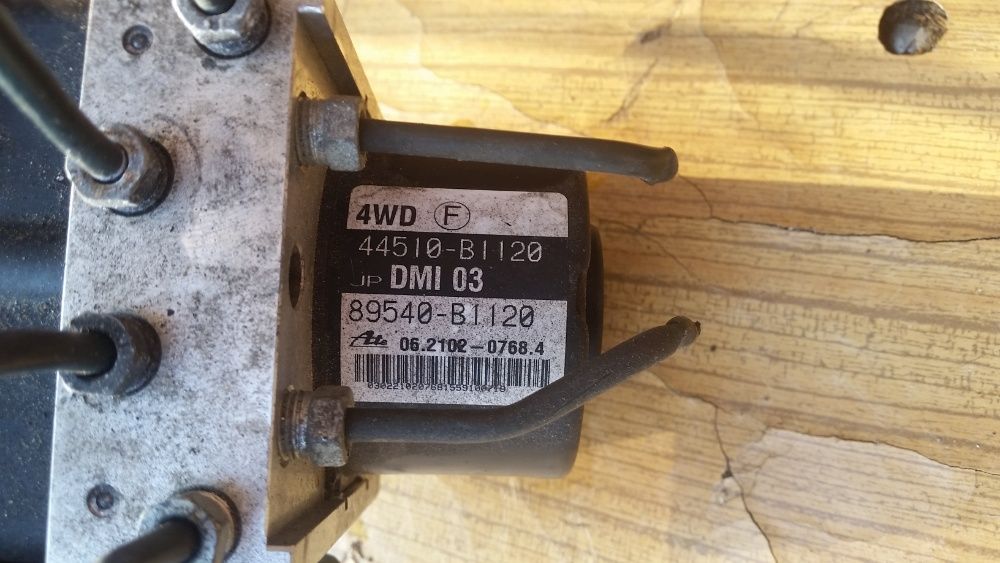 4WD F
44510-B1120
JP DMI 03
89540-B1120
Ate 06.2102-0768.4